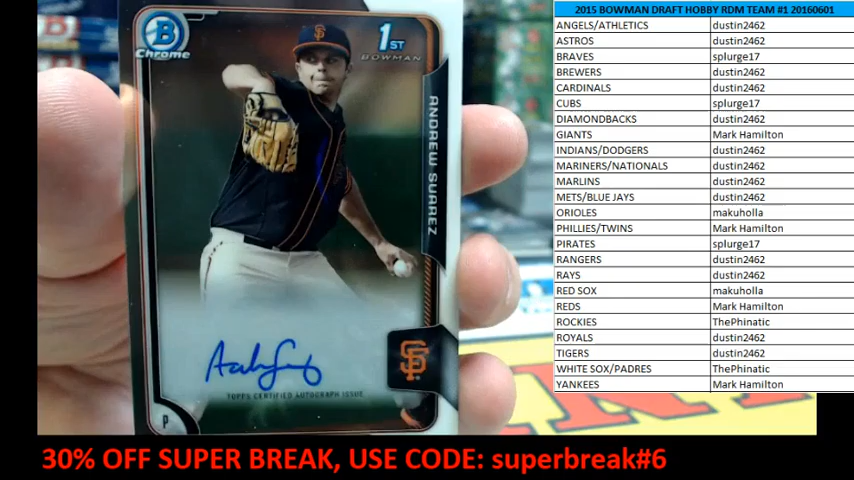 B
Chrome
1ST
BOWMAN
ANDREW SUAREZ
SF
TOPPS CERTIFIED AUTOGRAPH ISSUE
P
2015 BOWMAN DRAFT HOBBY RDM TEAM #1 20160601
ANGELS/ATHLETICS dustin2462
ASTROS dustin2462
BRAVES splurge17
BREWERS dustin2462
CARDINALS dustin2462
CUBS splurge17
DIAMONDBACKS dustin2462
GIANTS Mark Hamilton
INDIANS/DODGERS dustin2462
MARINERS/NATIONALS dustin2462
MARLINS dustin2462
METS/BLUE JAYS dustin2462
ORIOLES makuholla
PHILLIES/TWINS Mark Hamilton
PIRATES splurge17
RANGERS dustin2462
RAYS dustin2462
RED SOX makuholla
REDS Mark Hamilton
ROCKIES ThePhinatic
ROYALS dustin2462
TIGERS dustin2462
WHITE SOX/PADRES ThePhinatic
YANKEES Mark Hamilton
30% OFF SUPER BREAK, USE CODE: superbreak#6